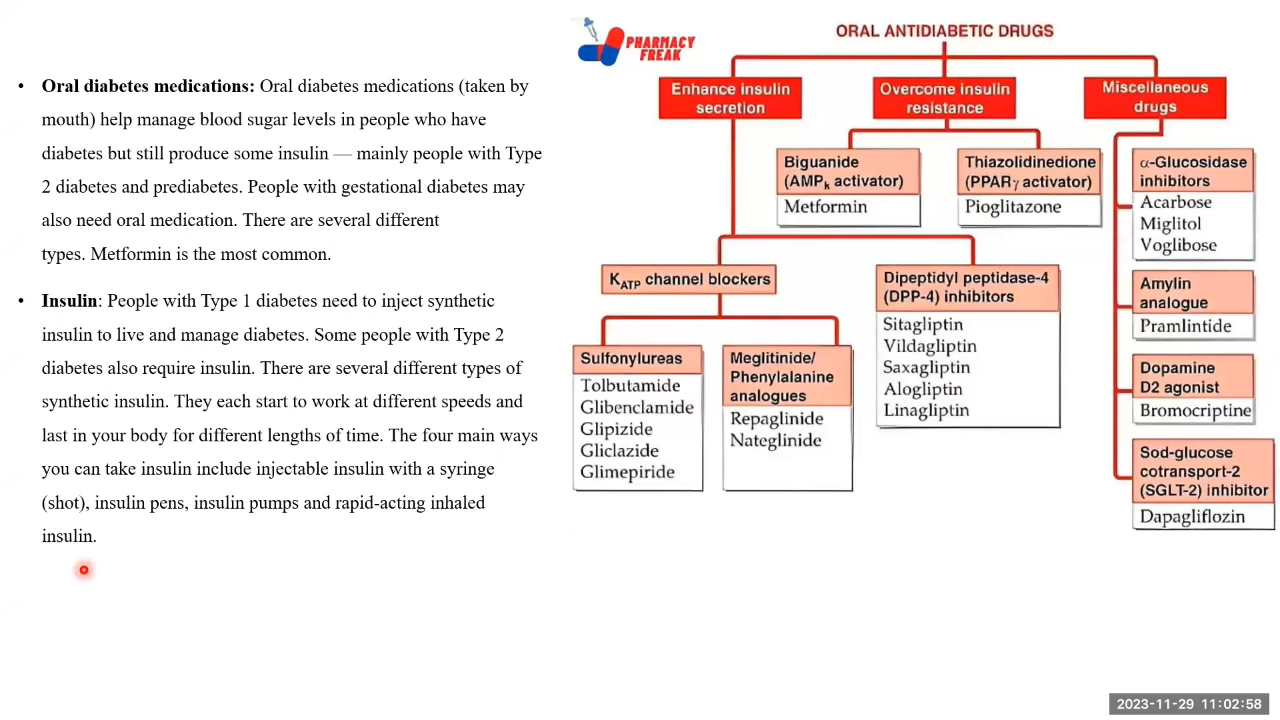 • Oral diabetes medications: Oral diabetes medications (taken by
mouth) help manage blood sugar levels in people who have
diabetes but still produce some insulin — mainly people with Type
2 diabetes and prediabetes. People with gestational diabetes may
also need oral medication. There are several different
types. Metformin is the most common.
• Insulin: People with Type 1 diabetes need to inject synthetic
insulin to live and manage diabetes. Some people with Type 2
diabetes also require insulin. There are several different types of
synthetic insulin. They each start to work at different speeds and
last in your body for different lengths of time. The four main ways
you can take insulin include injectable insulin with a syringe
(shot), insulin pens, insulin pumps and rapid-acting inhaled
insulin.
PHARMACY
FREAK
ORAL ANTIDIABETIC DRUGS
Enhance insulin
secretion
Overcome insulin
resistance
Miscellaneous
drugs
Biguanide
(AMPk activator)
Metformin
Thiazolidinedione
(PPARγ activator)
Pioglitazone
α-Glucosidase
inhibitors
Acarbose
Miglitol
Voglibose
KATP channel blockers
Dipeptidyl peptidase-4
(DPP-4) inhibitors
Sitagliptin
Vildagliptin
Saxagliptin
Alogliptin
Linagliptin
Amylin
analogue
Pramlintide
Sulfonylureas
Tolbutamide
Glibenclamide
Glipizide
Gliclazide
Glimepiride
Meglitinide/
Phenylalanine
analogues
Repaglinide
Nateglinide
Dopamine
D2 agonist
Bromocriptine
Sod-glucose
cotransport-2
(SGLT-2) inhibitor
Dapagliflozin
2023-11-29 11:02:58